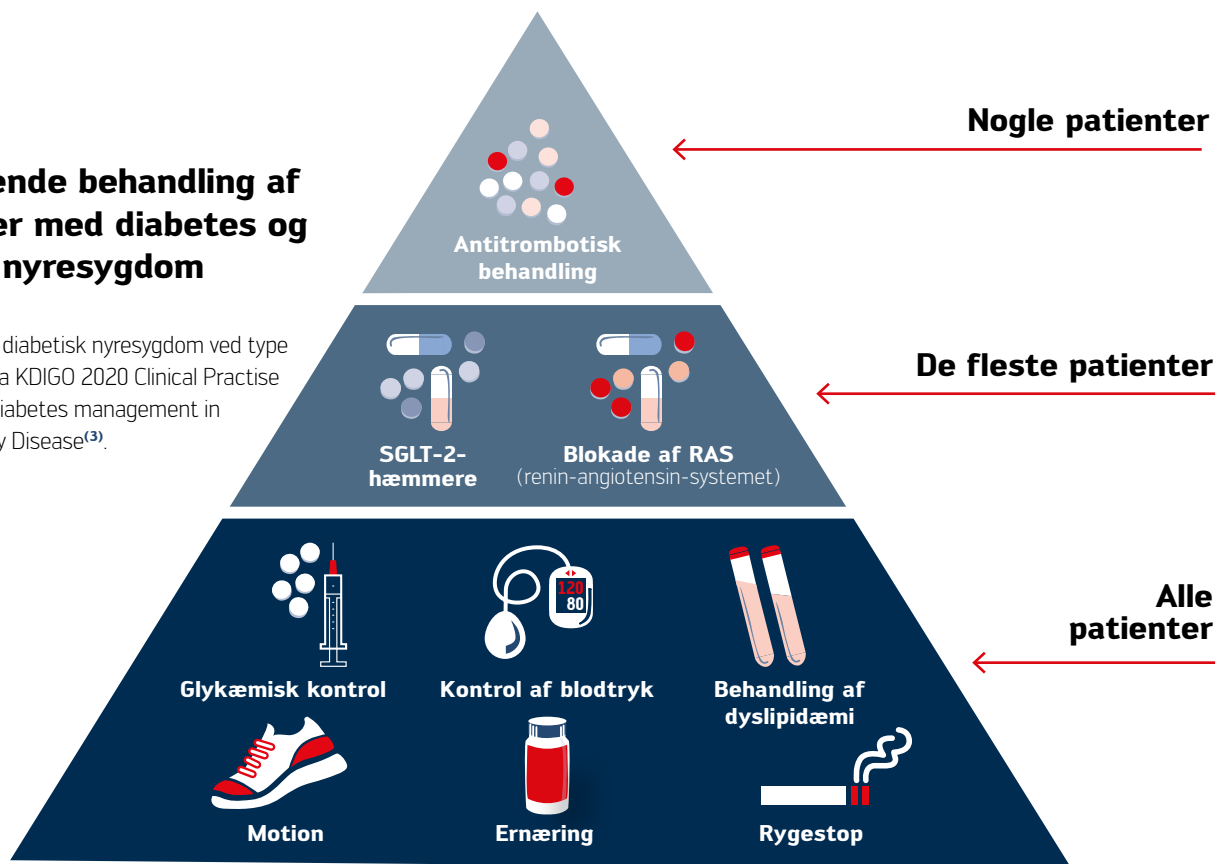 Nogle patienter
ende behandling af
er med diabetes og
nyresygdom
Antitrombotisk
behandling
diabetisk nyresygdom ved type
a KDIGO 2020 Clinical Practise
iabetes management in
y Disease(3).
De fleste patienter
SGLT-2-
hæmmere
Blokade af RAS
(renin-angiotensin-systemet)
120
80
Alle
patienter
Glykæmisk kontrol
Kontrol af blodtryk
Behandling af
dyslipidæmi
Motion
Ernæring
Rygestop